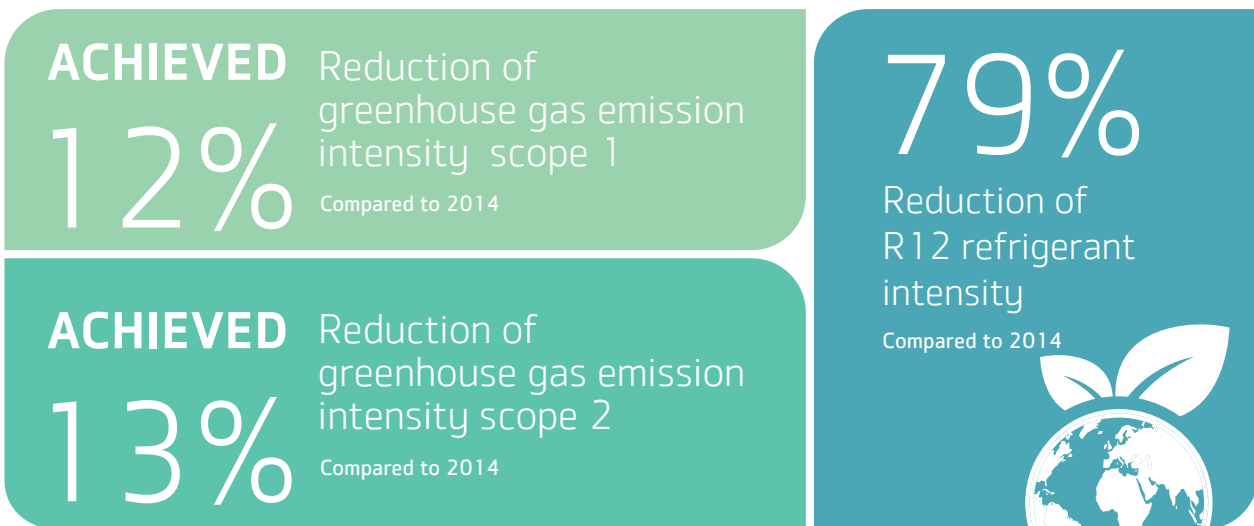 ACHIEVED
12%
Reduction of
greenhouse gas emission
intensity scope 1
Compared to 2014
ACHIEVED
13%
Reduction of
greenhouse gas emission
intensity scope 2
Compared to 2014
79%
Reduction of
R12 refrigerant
intensity
Compared to 2014